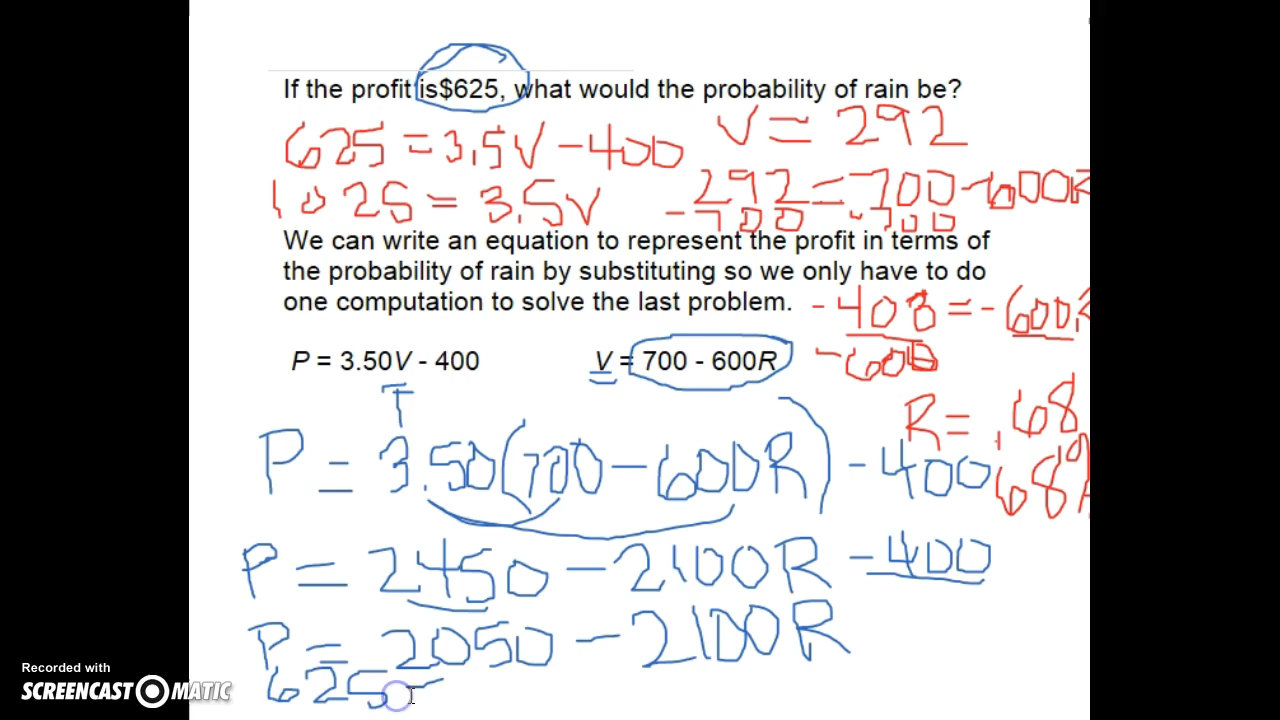 If the profit is$625, what would the probability of rain be?
625 = 3.5V - 400
V = 292
1025 = 3.5V
292 = 700 - 600R
- 700 - 700
We can write an equation to represent the profit in terms of
the probability of rain by substituting so we only have to do
one computation to solve the last problem.
- 408 = - 600R
- 600
P = 3.50V - 400
V = 700 - 600R
R = .68
P = 3.50(700 - 600R) - 400
68%
P = 2450 - 2100R - 400
P = 2050 - 2100R
625 =
Recorded with
SCREENCAST MATIC